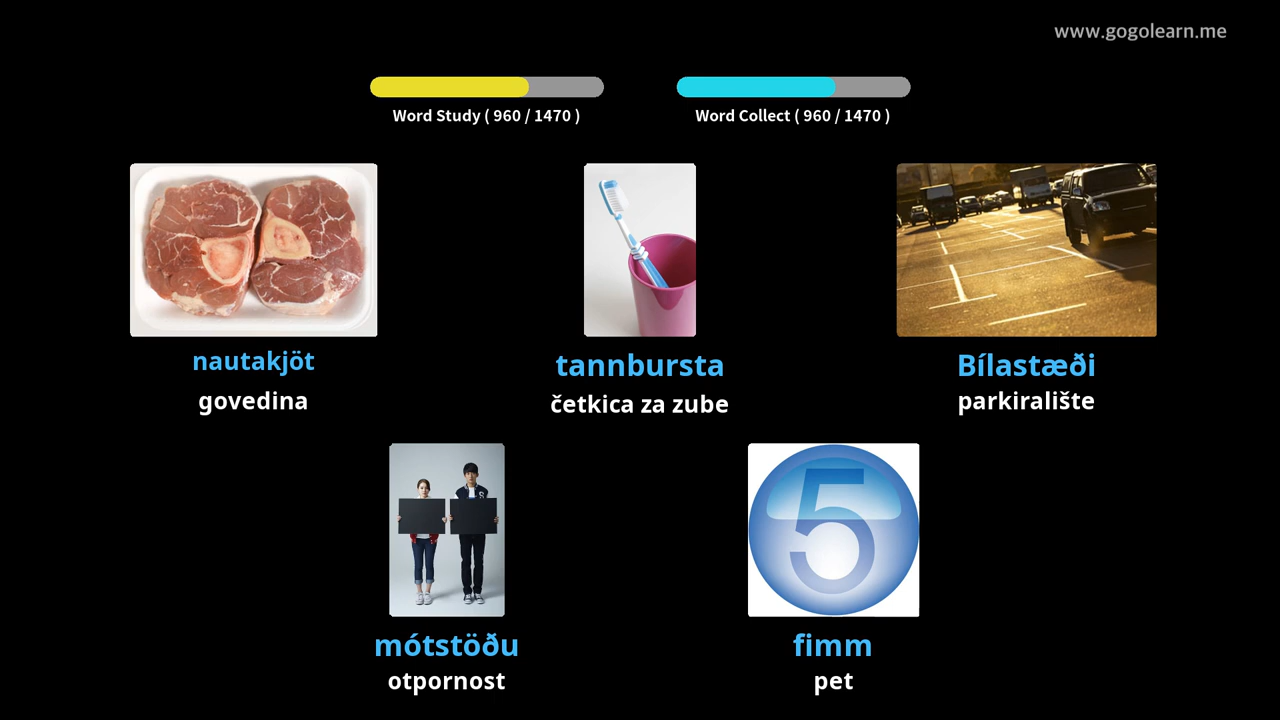 www.gogolearn.me
Word Study ( 960 / 1470 )
Word Collect ( 960 / 1470 )
nautakjöt
tannbursta
Bílastæði
govedina
četkica za zube
parkiralište
5
mótstöðu
fimm
otpornost
pet